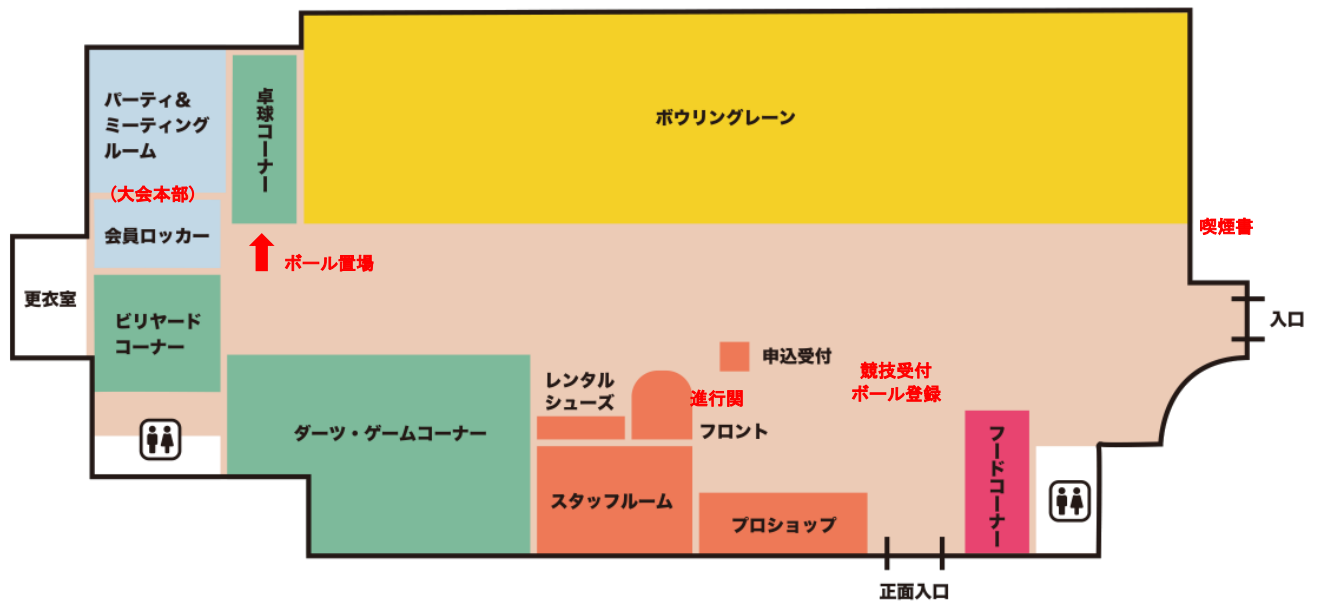 パーティ&
ミーティング
ルーム
(大会本部)
会員ロッカー
卓球コーナー
ボウリングレーン
喫煙書
ボール置場
更衣室
ビリヤード
コーナー
入口
申込受付
競技受付
ボール登録
レンタル
シューズ
進行関
フロント
ダーツ・ゲームコーナー
フードコーナー
スタッフルーム
プロショップ
正面入口